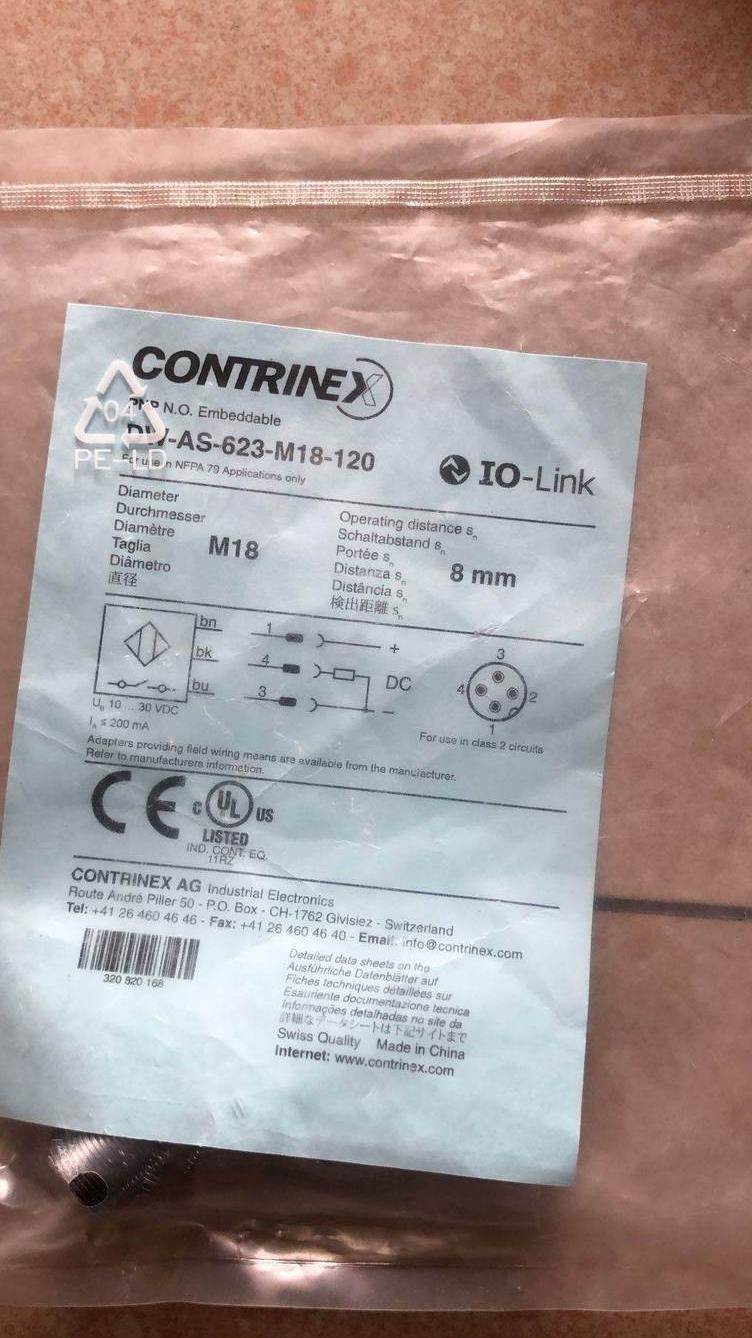 CONTRINEX
PNP N.O. Embeddable
DW-AS-623-M18-120
For use in NFPA 79 Applications only
04
PE-LD
IO-Link
Diameter
Durchmesser
Diamètre
Taglia
Diâmetro
直径
M18
Operating distance sn
Schaltabstand sn
Portée sn
Distanza sn
Distância sn
検出距離 sn
8 mm
bn
bk
bu
1
4
3
+
DC
-
3
4
2
1
UB 10 ... 30 VDC
IA ≤ 200 mA
For use in class 2 circuits
Adapters providing field wiring means are available from the manufacturer.
Refer to manufacturers information.
CE
C UL US
LISTED
IND. CONT. EQ.
11RZ
CONTRINEX AG Industrial Electronics
Route André Piller 50 - P.O. Box - CH-1762 Givisiez - Switzerland
Tel: +41 26 460 46 46 - Fax: +41 26 460 46 40 - Email: info@contrinex.com
320 820 168
Detailed data sheets on the
Ausführliche Datenblätter auf
Fiches techniques détaillées sur
Esauriente documentazione tecnica
Informações detalhadas no site da
詳細なデータシートは下記サイトまで
Swiss Quality Made in China
Internet: www.contrinex.com